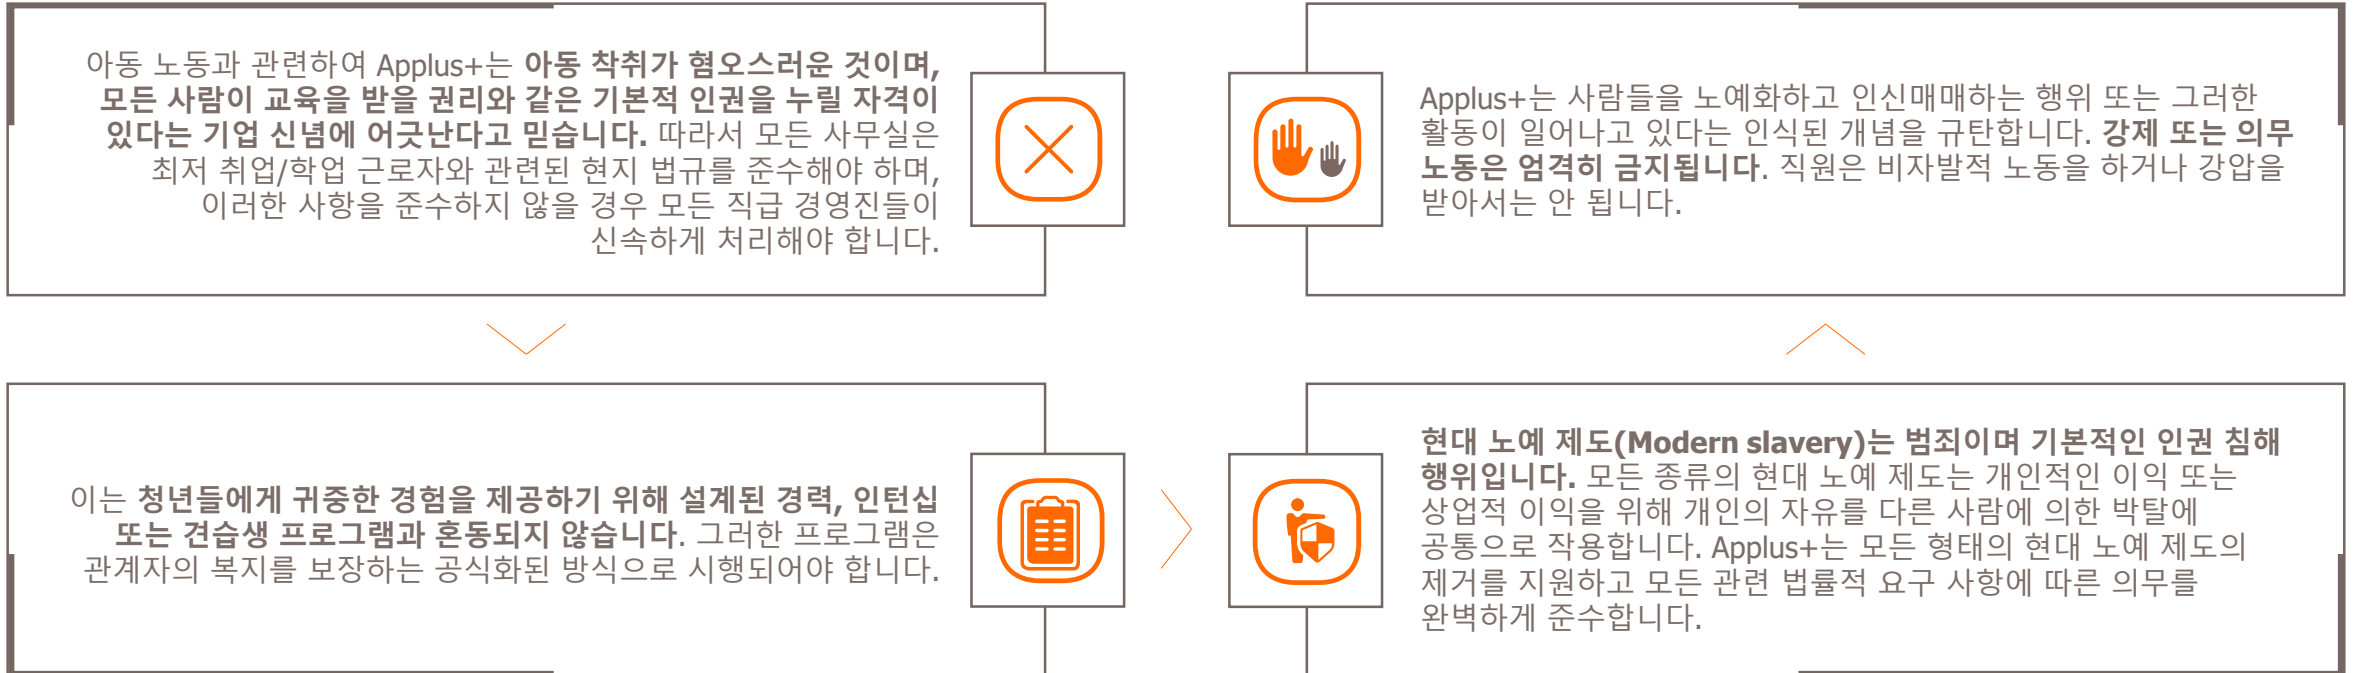 아동 노동과 관련하여 Applus+는 아동 착취가 혐오스러운 것이며,
모든 사람이 교육을 받을 권리와 같은 기본적 인권을 누릴 자격이
있다는 기업 신념에 어긋난다고 믿습니다. 따라서 모든 사무실은
최저 취업/학업 근로자와 관련된 현지 법규를 준수해야 하며,
이러한 사항을 준수하지 않을 경우 모든 직급 경영진들이
신속하게 처리해야 합니다.
이는 청년들에게 귀중한 경험을 제공하기 위해 설계된 경력, 인턴십
또는 견습생 프로그램과 혼동되지 않습니다. 그러한 프로그램은
관계자의 복지를 보장하는 공식화된 방식으로 시행되어야 합니다.
현대 노예 제도(Modern slavery)는 범죄이며 기본적인 인권 침해
행위입니다. 모든 종류의 현대 노예 제도는 개인적인 이익 또는
상업적 이익을 위해 개인의 자유를 다른 사람에 의한 박탈에
공통으로 작용합니다. Applus+는 모든 형태의 현대 노예 제도의
제거를 지원하고 모든 관련 법률적 요구 사항에 따른 의무를
완벽하게 준수합니다.
Applus+는 사람들을 노예화하고 인신매매하는 행위 또는 그러한
활동이 일어나고 있다는 인식된 개념을 규탄합니다. 강제 또는 의무
노동은 엄격히 금지됩니다. 직원은 비자발적 노동을 하거나 강압을
받아서는 안 됩니다.